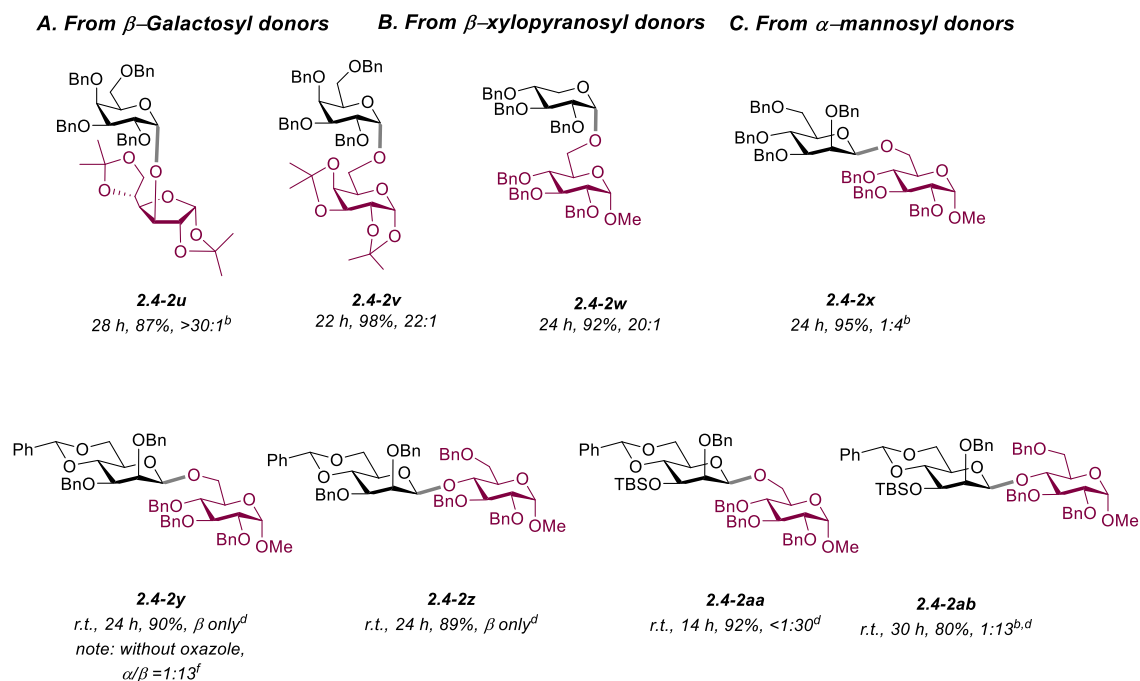 A. From β–Galactosyl donors
B. From β–xylopyranosyl donors
C. From α–mannosyl donors
OBn
BnO
O
BnO
BnO
O
O
O
O
O
O
OBn
BnO
O
BnO
BnO
O
O
O
O
O
O
BnO
O
BnO
BnO
O
BnO
O
BnO
BnO
OMe
BnO
OBn
BnO
O
BnO
O
BnO
O
BnO
BnO
OMe
2.4-2u
28 h, 87%, >30:1b
2.4-2v
22 h, 98%, 22:1
2.4-2w
24 h, 92%, 20:1
2.4-2x
24 h, 95%, 1:4b
Ph
O
O
OBn
O
BnO
O
BnO
O
BnO
BnO
OMe
Ph
O
O
OBn
O
BnO
O
BnO
O
BnO
BnO
OMe
Ph
O
O
OBn
O
TBSO
O
BnO
O
BnO
BnO
OMe
Ph
O
O
OBn
O
TBSO
O
BnO
O
BnO
BnO
OMe
2.4-2y
r.t., 24 h, 90%, β onlyd
note: without oxazole,
α/β =1:13f
2.4-2z
r.t., 24 h, 89%, β onlyd
2.4-2aa
r.t., 14 h, 92%, <1:30d
2.4-2ab
r.t., 30 h, 80%, 1:13b,d